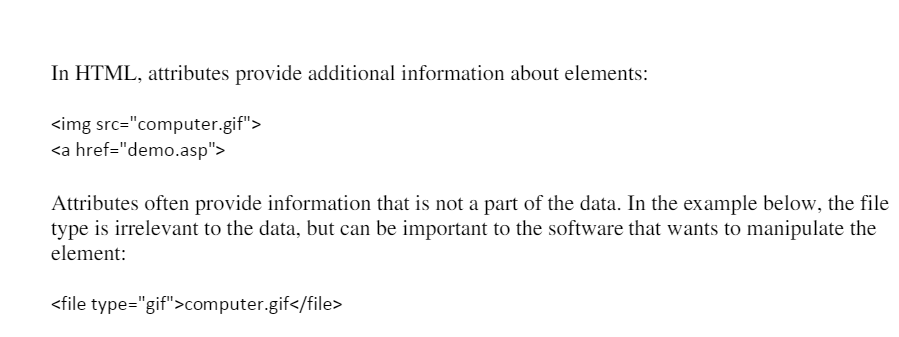 In HTML, attributes provide additional information about elements:
<img src="computer.gif">
<a href="demo.asp">
Attributes often provide information that is not a part of the data. In the example below, the file
type is irrelevant to the data, but can be important to the software that wants to manipulate the
element:
<file type="gif">computer.gif</file>